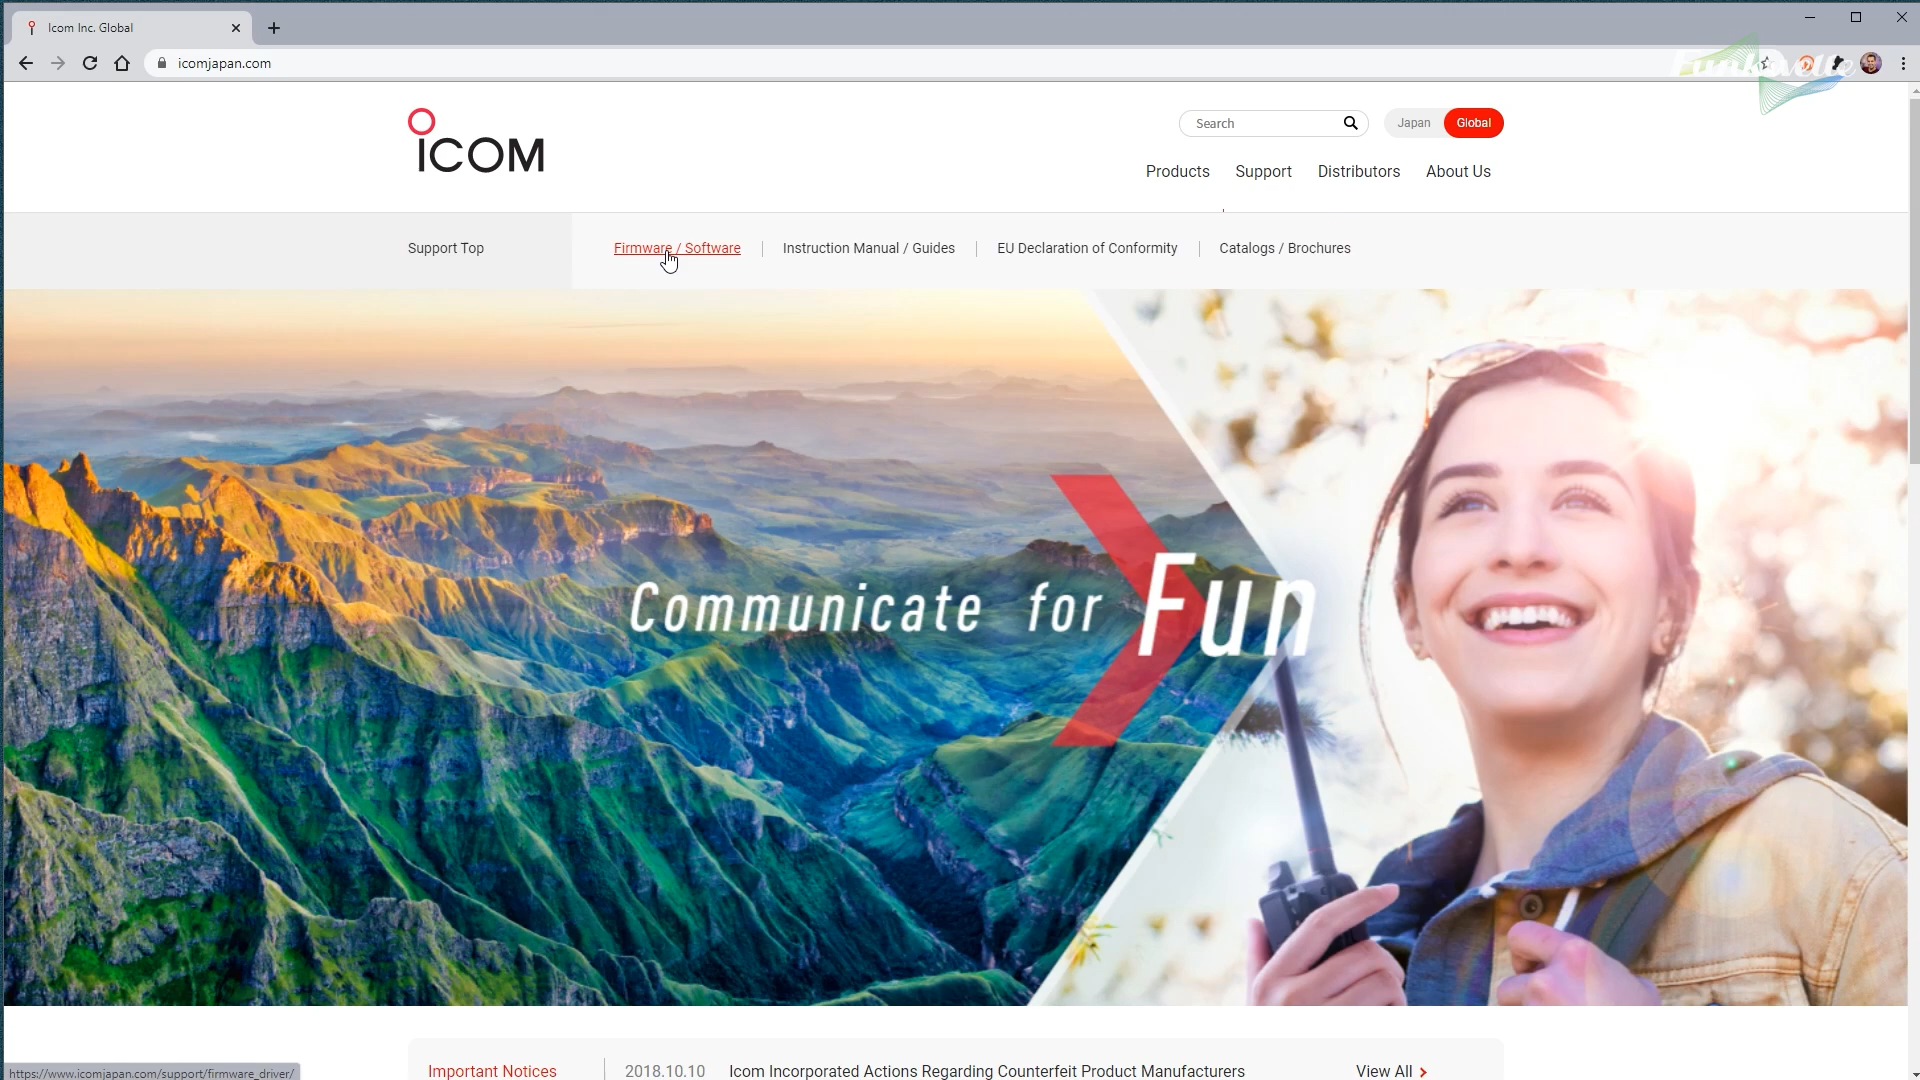 Icom Inc. Global
icomjapan.com
Funkwelle
ICOM
Search
Japan
Global
Products
Support
Distributors
About Us
Support Top
Firmware / Software
Instruction Manual / Guides
EU Declaration of Conformity
Catalogs / Brochures
Communicate for Fun
Important Notices
2018.10.10
Icom Incorporated Actions Regarding Counterfeit Product Manufacturers
View All
https://www.icomjapan.com/support/firmware_driver/